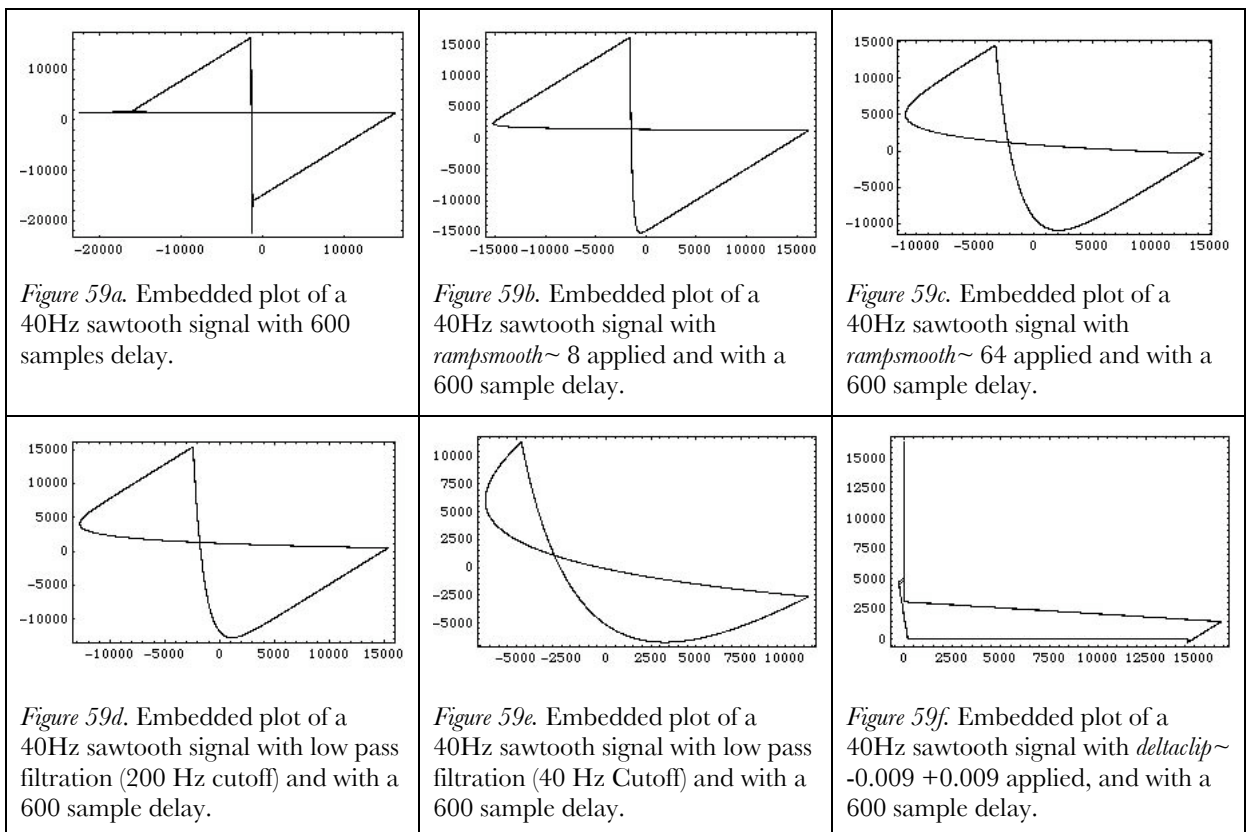 10000
0
-10000
-20000
-20000 -10000 0 10000
Figure 59a. Embedded plot of a
40Hz sawtooth signal with 600
samples delay.
15000
10000
5000
0
-5000
-10000
-15000
-15000 -10000 -5000 0 5000 10000 15000
Figure 59b. Embedded plot of a
40Hz sawtooth signal with
rampsmooth~ 8 applied and with a
600 sample delay.
15000
10000
5000
0
-5000
-10000
-10000 -5000 0 5000 10000 15000
Figure 59c. Embedded plot of a
40Hz sawtooth signal with
rampsmooth~ 64 applied and with a
600 sample delay.
15000
10000
5000
0
-5000
-10000
-10000 -5000 0 5000 10000 15000
Figure 59d. Embedded plot of a
40Hz sawtooth signal with low pass
filtration (200 Hz cutoff) and with a
600 sample delay.
10000
7500
5000
2500
0
-2500
-5000
-5000 -2500 0 2500 5000 7500 10000
Figure 59e. Embedded plot of a
40Hz sawtooth signal with low pass
filtration (40 Hz Cutoff) and with a
600 sample delay.
15000
12500
10000
7500
5000
2500
0
0 2500 5000 7500 10000 12500 15000
Figure 59f. Embedded plot of a
40Hz sawtooth signal with deltaclip~
-0.009 +0.009 applied, and with a
600 sample delay.